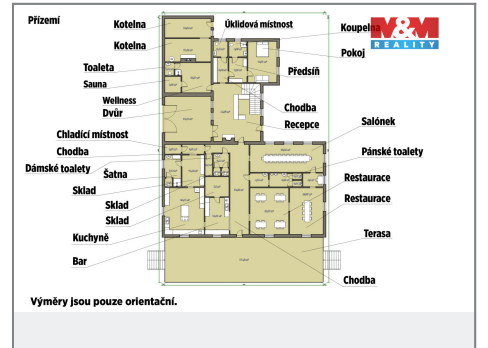 Přízemí
Kotelna
Úklidová místnost
Koupelna
M&M
REALITY
Kotelna
Pokoj
Toaleta
Předsíň
Sauna
Wellness
Dvůr
Chodba
Recepce
Chladící místnost
Salónek
Chodba
Pánské toalety
Dámské toalety
Šatna
Restaurace
Sklad
Sklad
Restaurace
Sklad
Kuchyně
Terasa
Bar
Chodba
Výměry jsou pouze orientační.